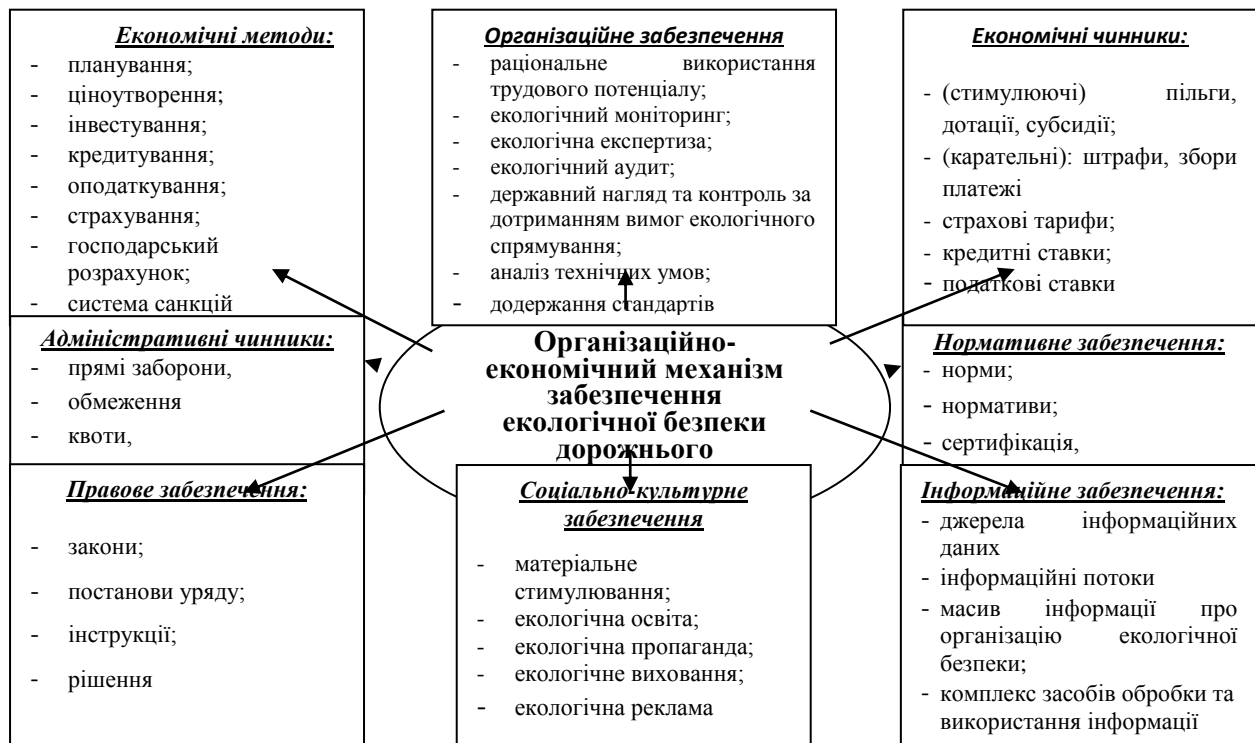 Економічні методи:
- планування;
- ціноутворення;
- інвестування;
- кредитування;
- оподаткування;
- страхування;
- господарський
розрахунок;
- система санкцій
Організаційне забезпечення
- раціональне використання
трудового потенціалу;
- екологічний моніторинг;
- екологічна експертиза;
- екологічний аудит;
- державний нагляд та контроль за
дотриманням вимог екологічного
спрямування;
- аналіз технічних умов;
- додержання стандартів
Економічні чинники:
- (стимулюючі) пільги,
дотації, субсидії;
- (карательні): штрафи, збори
платежі
- страхові тарифи;
- кредитні ставки;
- податкові ставки
Адміністративні чинники:
- прямі заборони,
- обмеження
- квоти,
Організаційно-
економічний механізм
забезпечення
екологічної безпеки
дорожнього
Нормативне забезпечення:
- норми;
- нормативи;
- сертифікація,
Правове забезпечення:
- закони;
- постанови уряду;
- інструкції;
- рішення
Соціально-культурне
забезпечення
- матеріальне
стимулювання;
- екологічна освіта;
- екологічна пропаганда;
- екологічне виховання;
- екологічна реклама
Інформаційне забезпечення:
- джерела інформаційних
даних
- інформаційні потоки
- масив інформації про
організацію екологічної
безпеки;
- комплекс засобів обробки та
використання інформації